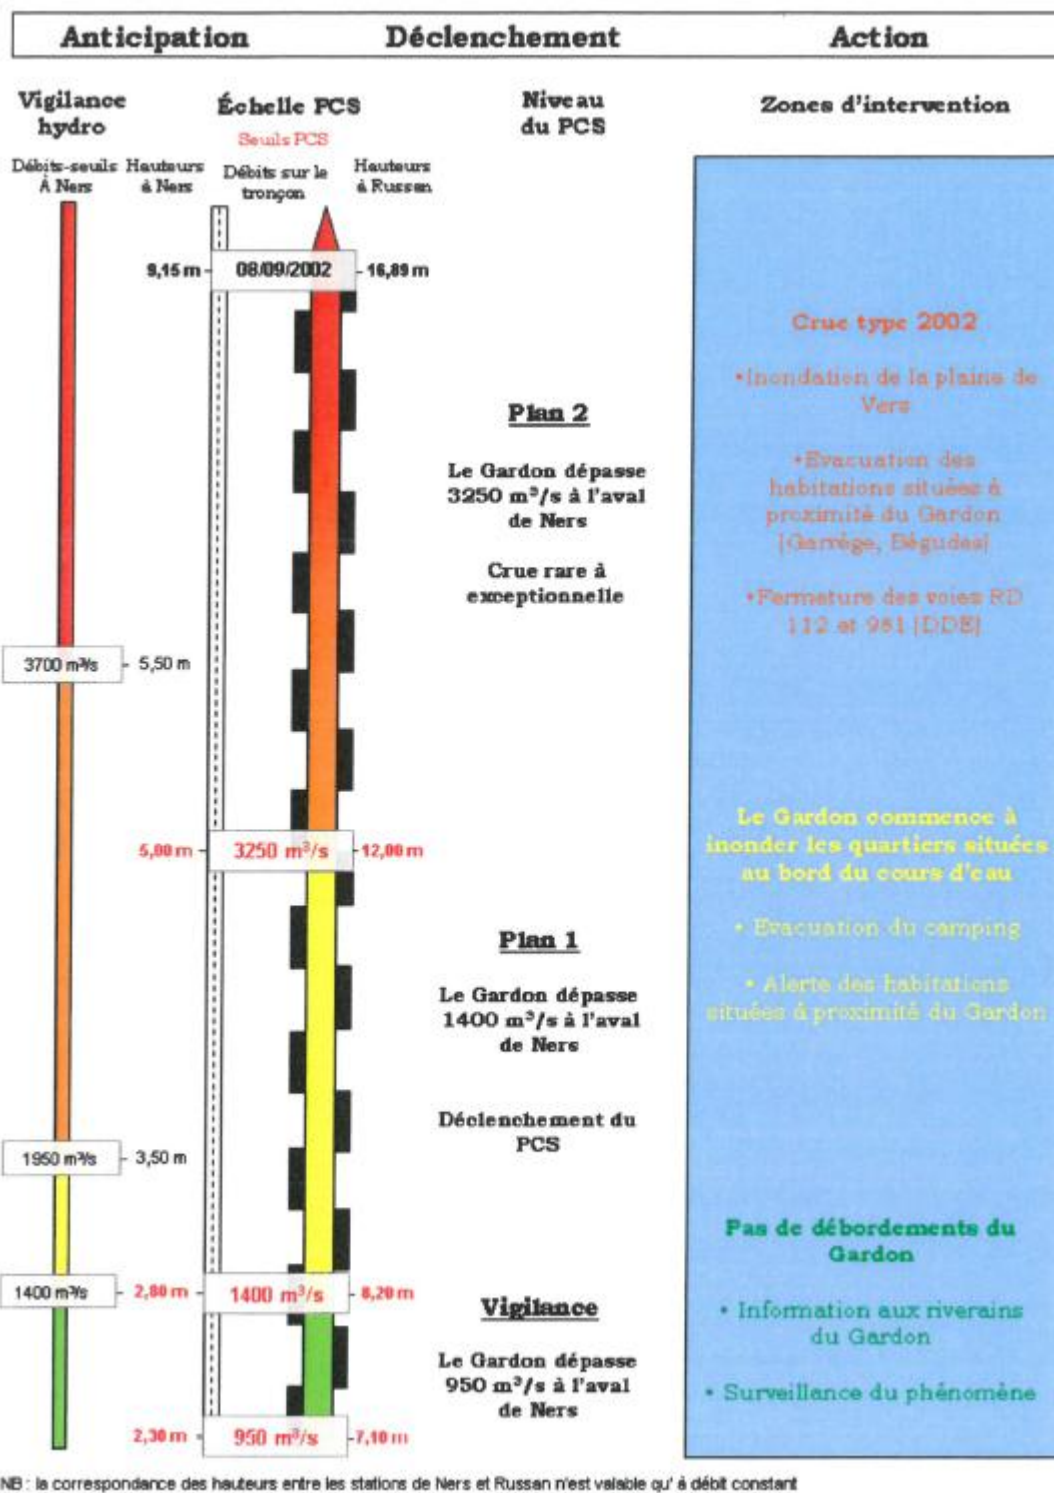 Anticipation Déclenchement Action
Vigilance
hydro
Débits-seuils
À Ners
Hauteurs
à Ners
Échelle PCS
Seuils PCS
Débits sur le
tronçon
Hauteurs
à Russan
Niveau
du PCS
Zones d'intervention
9,15 m
08/09/2002
16,89 m
Crue type 2002
•Inondation de la plaine de
Vers
•Evacuation des
habitations situées à
proximité du Gardon
(Garrège, Bégudes)
•Fermeture des voies RD
112 et 981 (DDE)
Plan 2
Le Gardon dépasse
3250 m³/s à l'aval
de Ners
Crue rare à
exceptionnelle
3700 m³/s
5,50 m
5,00 m
3250 m³/s
12,00 m
Le Gardon commence à
inonder les quartiers situées
au bord du cours d'eau
• Evacuation du camping
• Alerte des habitations
situées à proximité du Gardon
Plan 1
Le Gardon dépasse
1400 m³/s à l'aval
de Ners
Déclenchement du
PCS
1950 m³/s
3,50 m
1400 m³/s
2,80 m
1400 m³/s
8,20 m
Pas de débordements du
Gardon
• Information aux riverains
du Gardon
• Surveillance du phénomène
Vigilance
Le Gardon dépasse
950 m³/s à l'aval
de Ners
2,30 m
950 m³/s
7,10 m
NB : la correspondance des hauteurs entre les stations de Ners et Russan n'est valable qu' à débit constant